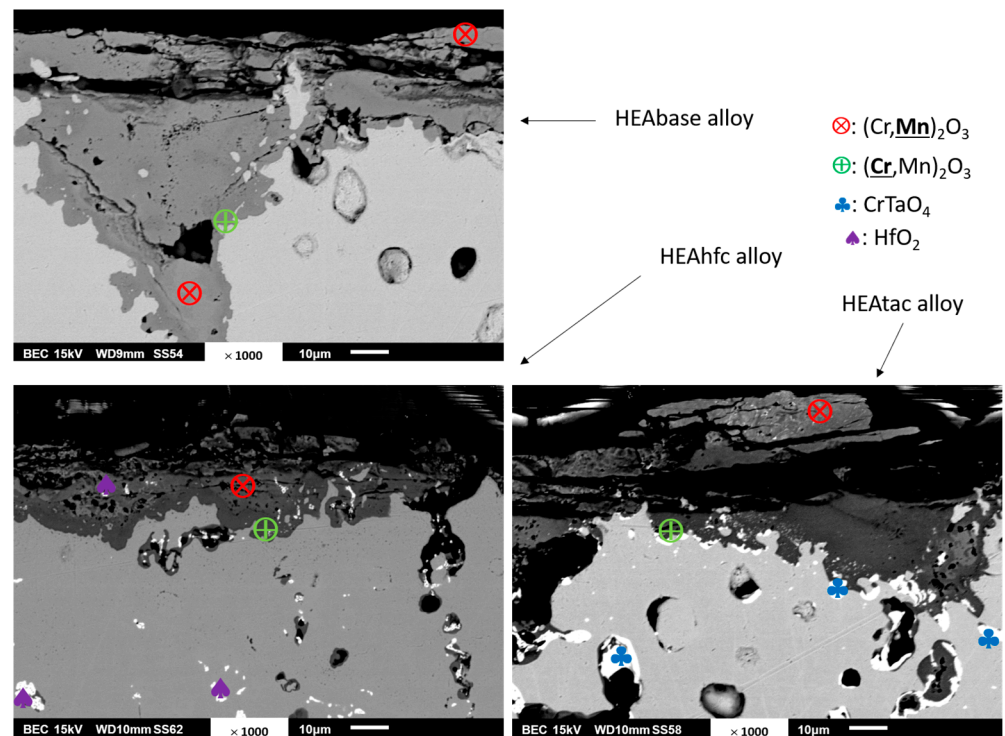 BEC 15kV WD9mm SS54 × 1000 10µm
HEAbase alloy
⊗: (Cr,Mn)₂O₃
⊕: (Cr,Mn)₂O₃
♣: CrTaO₄
♠: HfO₂
HEAhfc alloy
HEAtac alloy
BEC 15kV WD10mm SS62 × 1000 10µm
BEC 15kV WD10mm SS58 × 1000 10µm